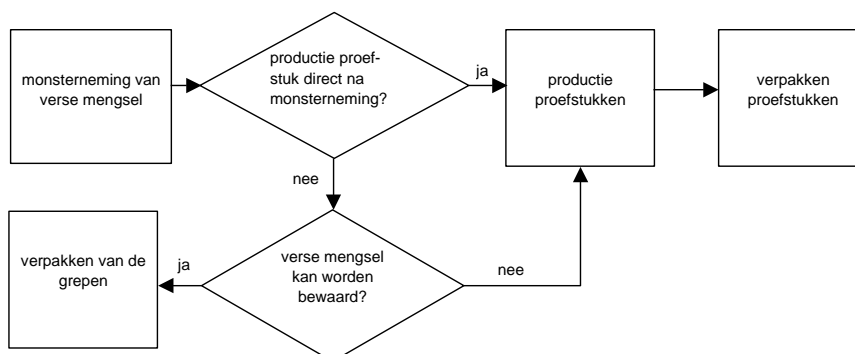 monsterneming van
verse mengsel
productie proef-
stuk direct na
monsterneming?
ja
productie
proefstukken
verpakken
proefstukken
nee
verpakken van de
grepen
ja
verse mengsel
kan worden
bewaard?
nee